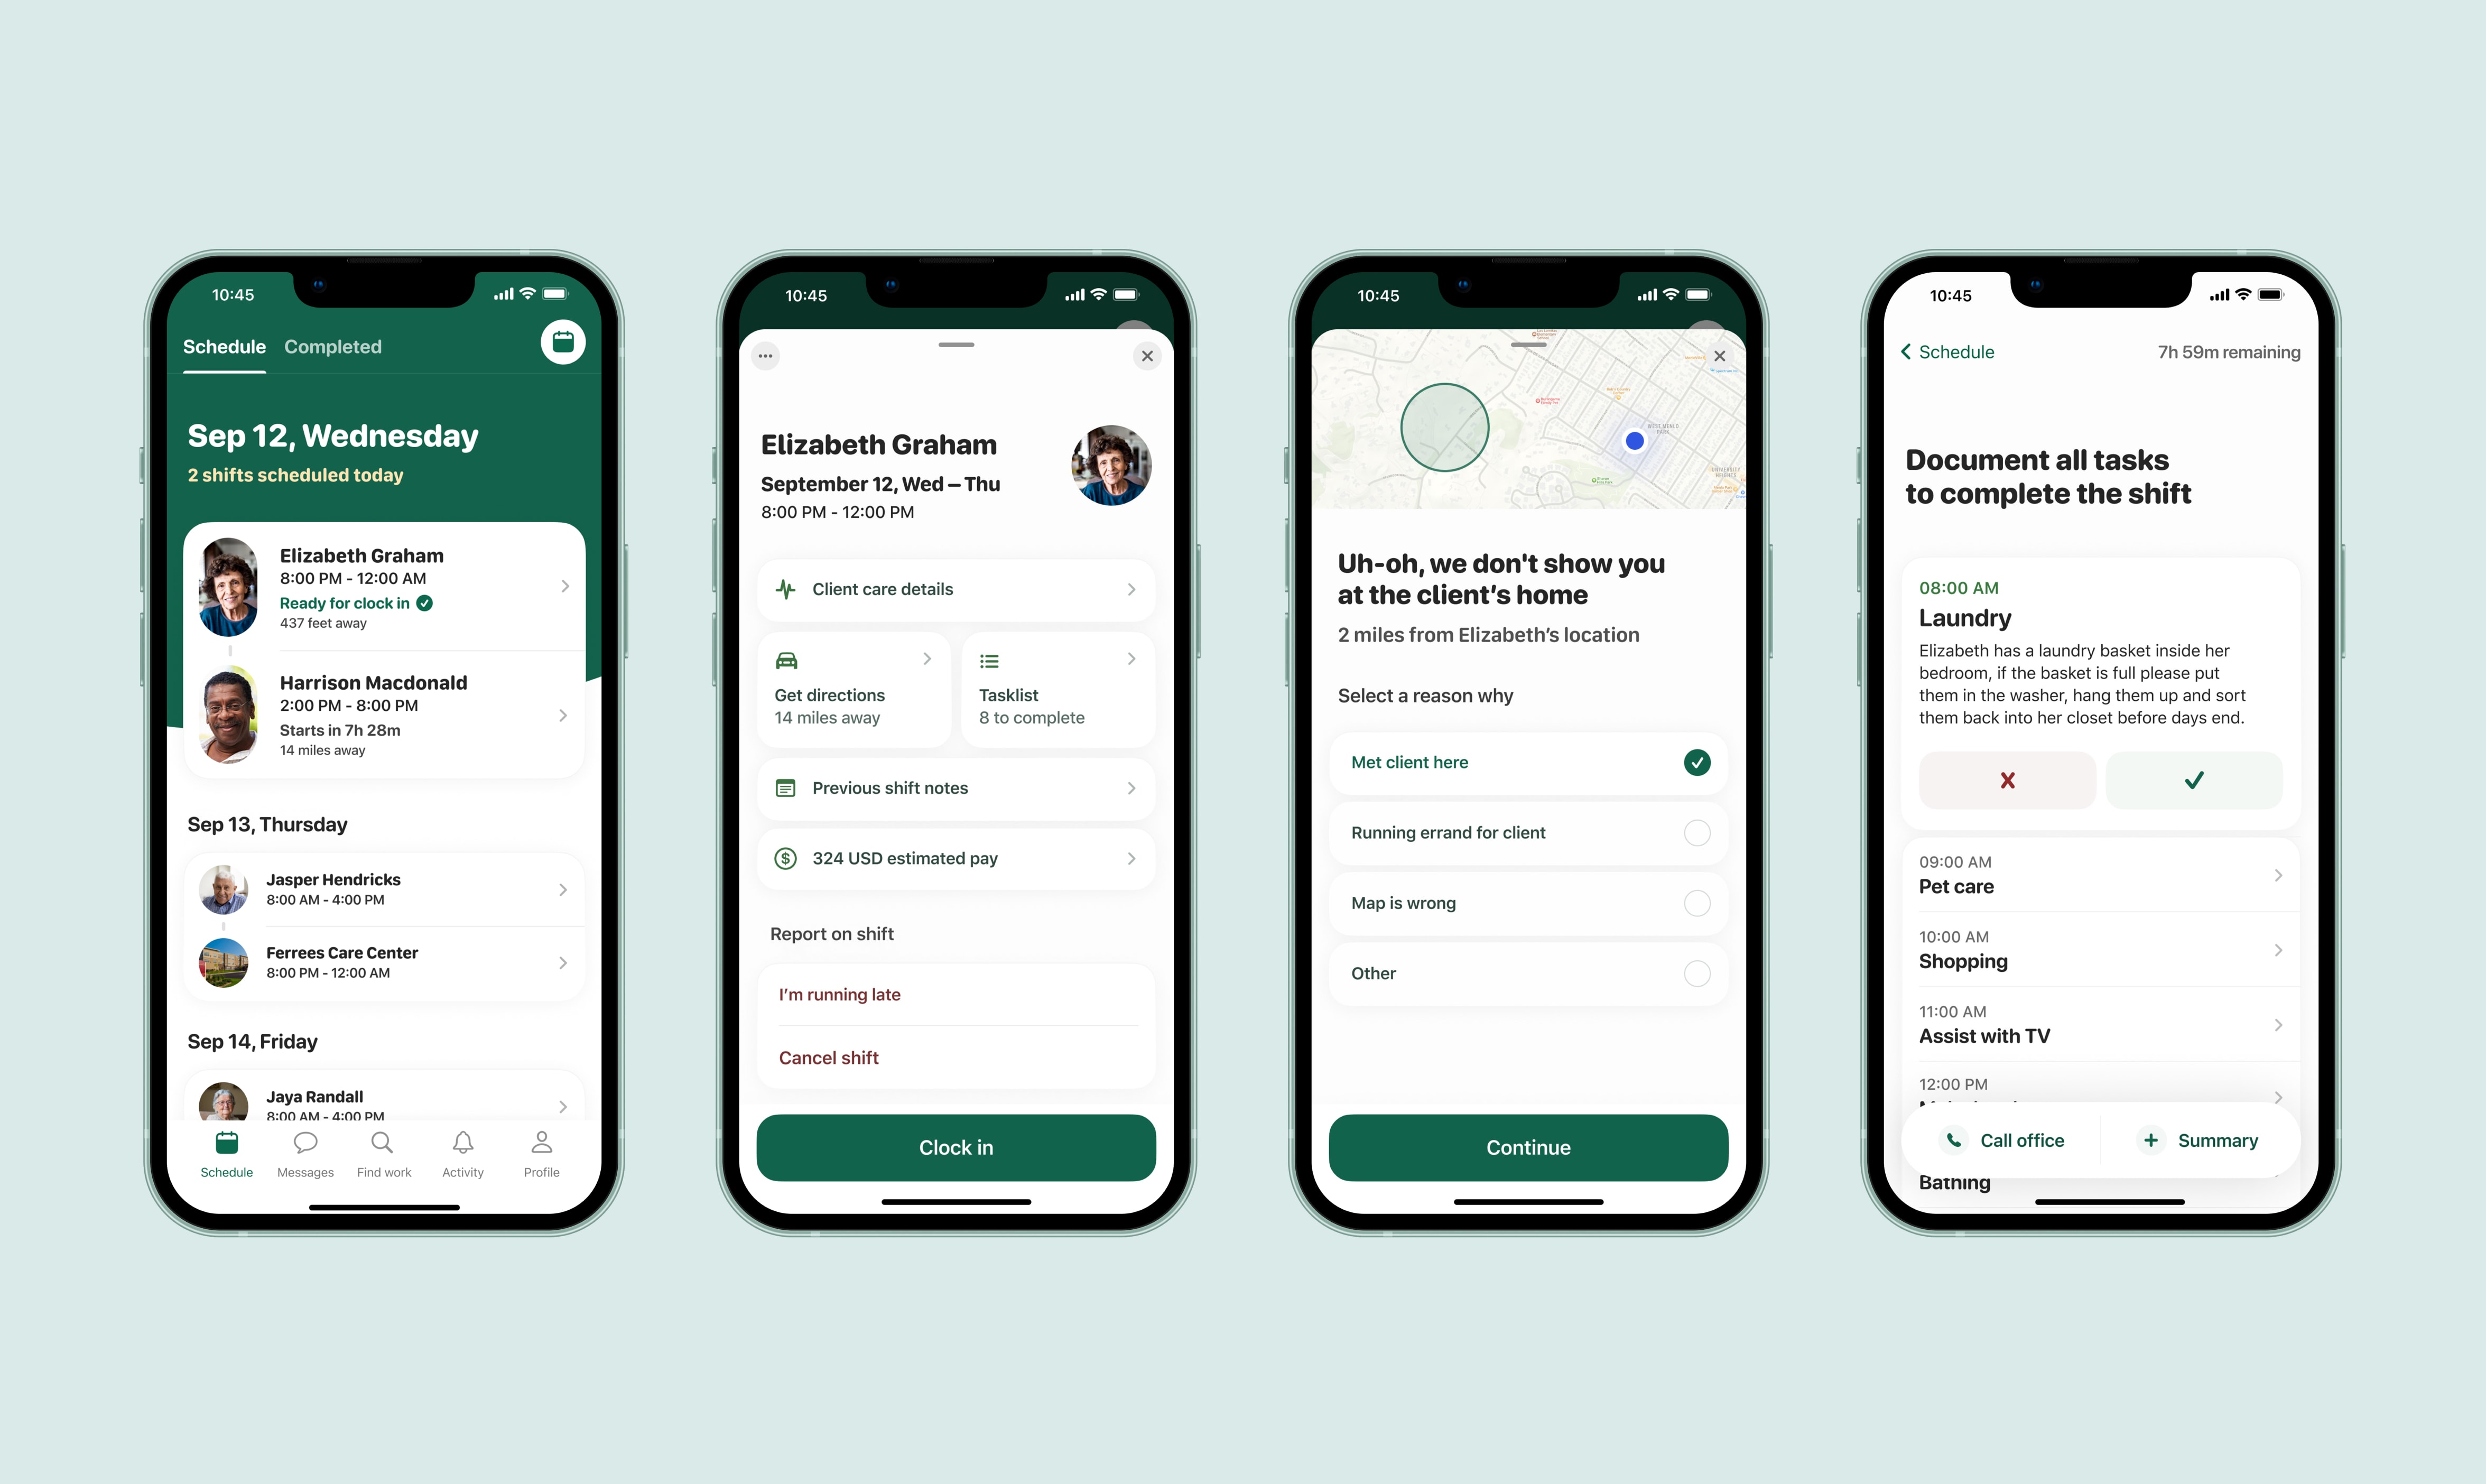 10:45
Schedule
Completed
Sep 12, Wednesday
2 shifts scheduled today
Elizabeth Graham
8:00 PM - 12:00 AM
Ready for clock in
437 feet away
Harrison Macdonald
2:00 PM - 8:00 PM
Starts in 7h 28m
14 miles away
Sep 13, Thursday
Jasper Hendricks
8:00 AM - 4:00 PM
Ferrees Care Center
8:00 PM - 12:00 AM
Sep 14, Friday
Jaya Randall
8:00 AM - 4:00 PM
Schedule
Messages
Find work
Activity
Profile
10:45
Elizabeth Graham
September 12, Wed – Thu
8:00 PM - 12:00 PM
Client care details
Get directions
14 miles away
Tasklist
8 to complete
Previous shift notes
324 USD estimated pay
Report on shift
I’m running late
Cancel shift
Clock in
10:45
WEST MENLO
PARK
UNIVERSITY
HEIGHTS
Uh-oh, we don't show you
at the client’s home
2 miles from Elizabeth’s location
Select a reason why
Met client here
Running errand for client
Map is wrong
Other
Continue
10:45
Schedule
7h 59m remaining
Document all tasks
to complete the shift
08:00 AM
Laundry
Elizabeth has a laundry basket inside her
bedroom, if the basket is full please put
them in the washer, hang them up and sort
them back into her closet before days end.
09:00 AM
Pet care
10:00 AM
Shopping
11:00 AM
Assist with TV
12:00 PM
Call office
Summary
Bathing